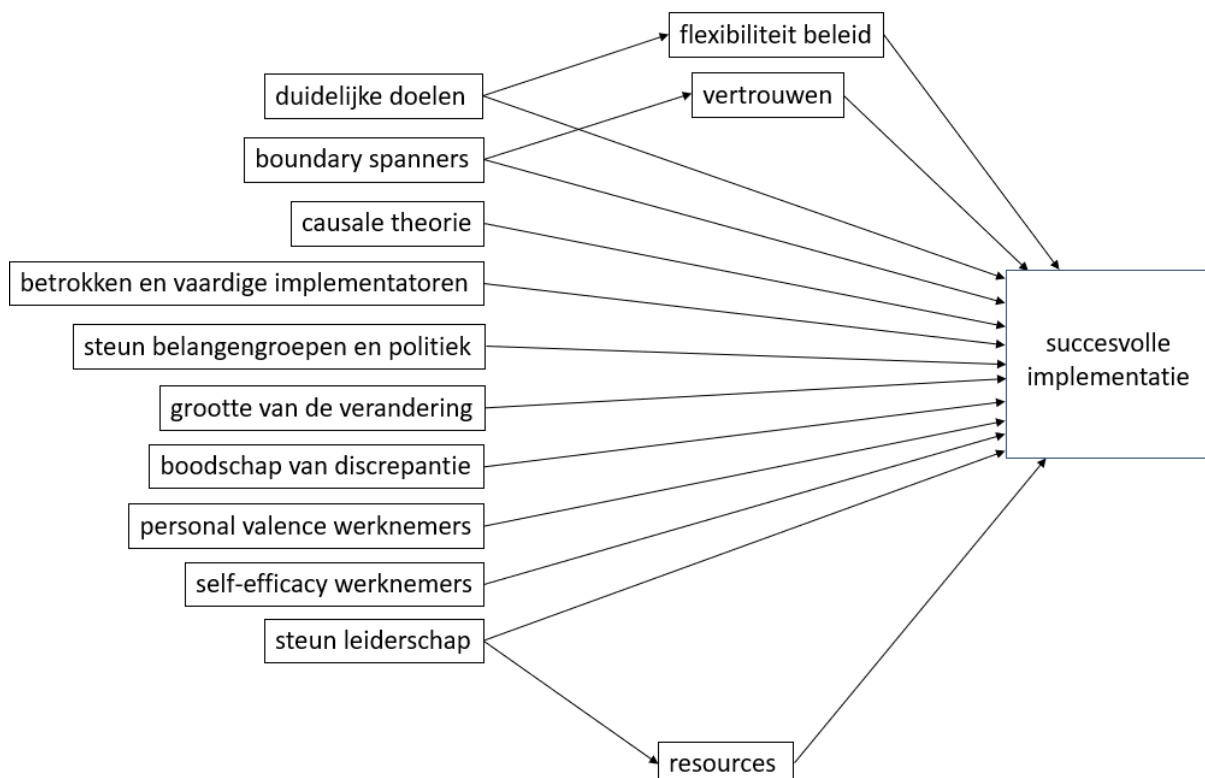 flexibiliteit beleid
duidelijke doelen
vertrouwen
boundary spanners
causale theorie
betrokken en vaardige implementatoren
steun belangengroepen en politiek
succesvolle
implementatie
grootte van de verandering
boodschap van discrepantie
personal valence werknemers
self-efficacy werknemers
steun leiderschap
resources